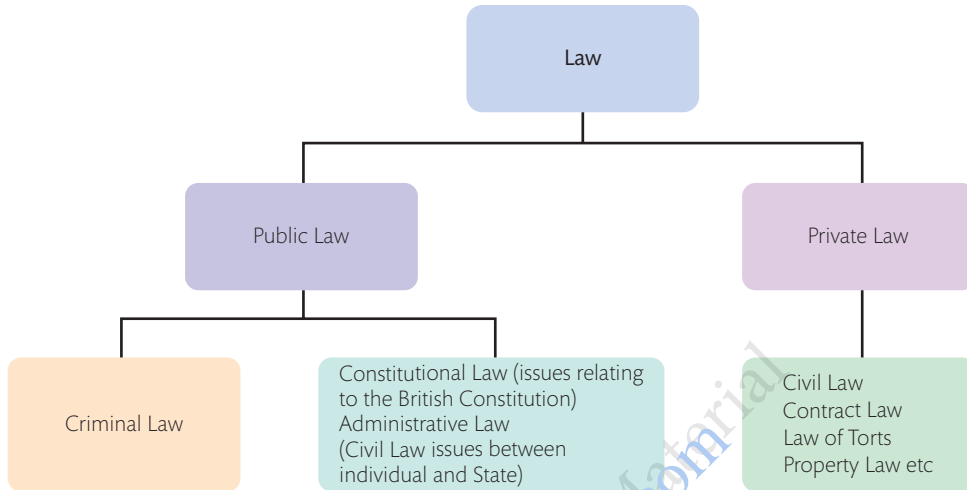 Law
Public Law
Private Law
Criminal Law
Constitutional Law (issues relating
to the British Constitution)
Administrative Law
(Civil Law issues between
individual and State)
Civil Law
Contract Law
Law of Torts
Property Law etc
Material